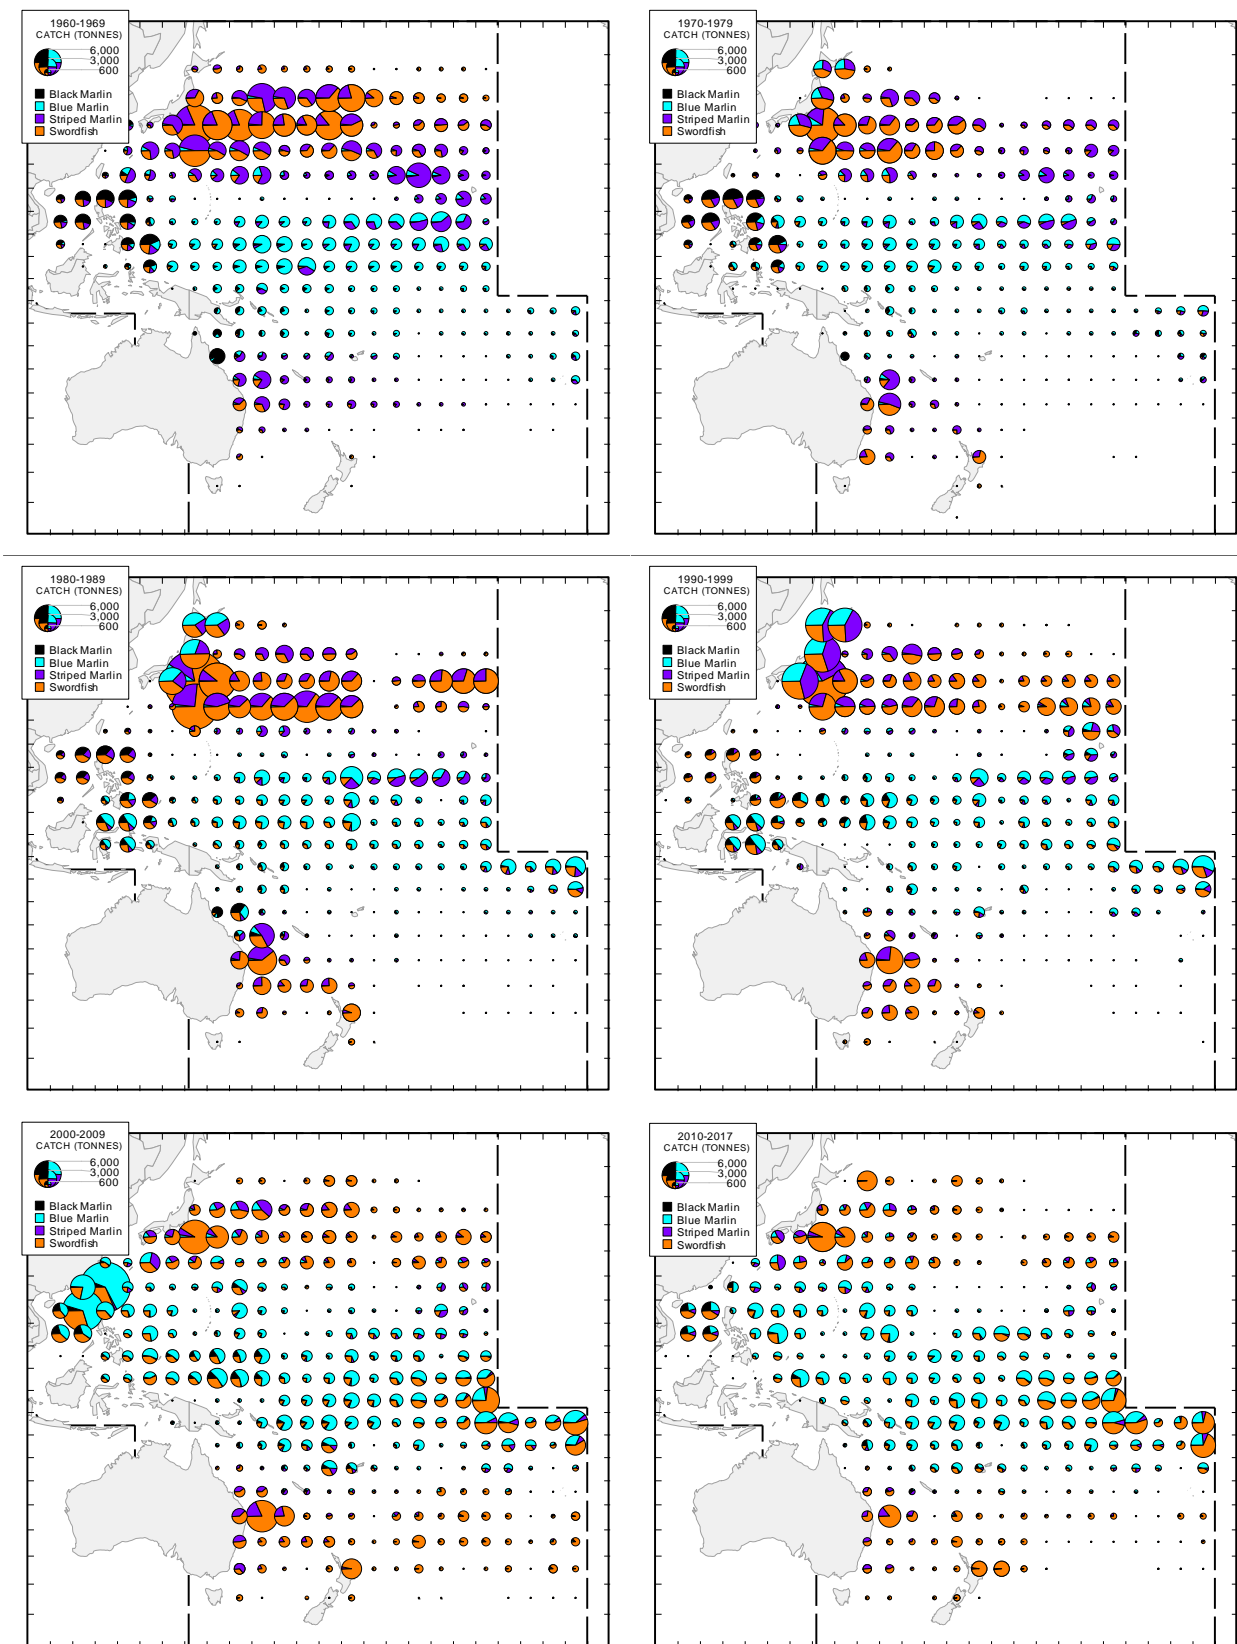 1960-1969
CATCH (TONNES)
6,000
3,000
600
Black Marlin
Blue Marlin
Striped Marlin
Swordfish
1970-1979
CATCH (TONNES)
6,000
3,000
600
Black Marlin
Blue Marlin
Striped Marlin
Swordfish
1980-1989
CATCH (TONNES)
6,000
3,000
600
Black Marlin
Blue Marlin
Striped Marlin
Swordfish
1990-1999
CATCH (TONNES)
6,000
3,000
600
Black Marlin
Blue Marlin
Striped Marlin
Swordfish
2000-2009
CATCH (TONNES)
6,000
3,000
600
Black Marlin
Blue Marlin
Striped Marlin
Swordfish
2010-2017
CATCH (TONNES)
6,000
3,000
600
Black Marlin
Blue Marlin
Striped Marlin
Swordfish